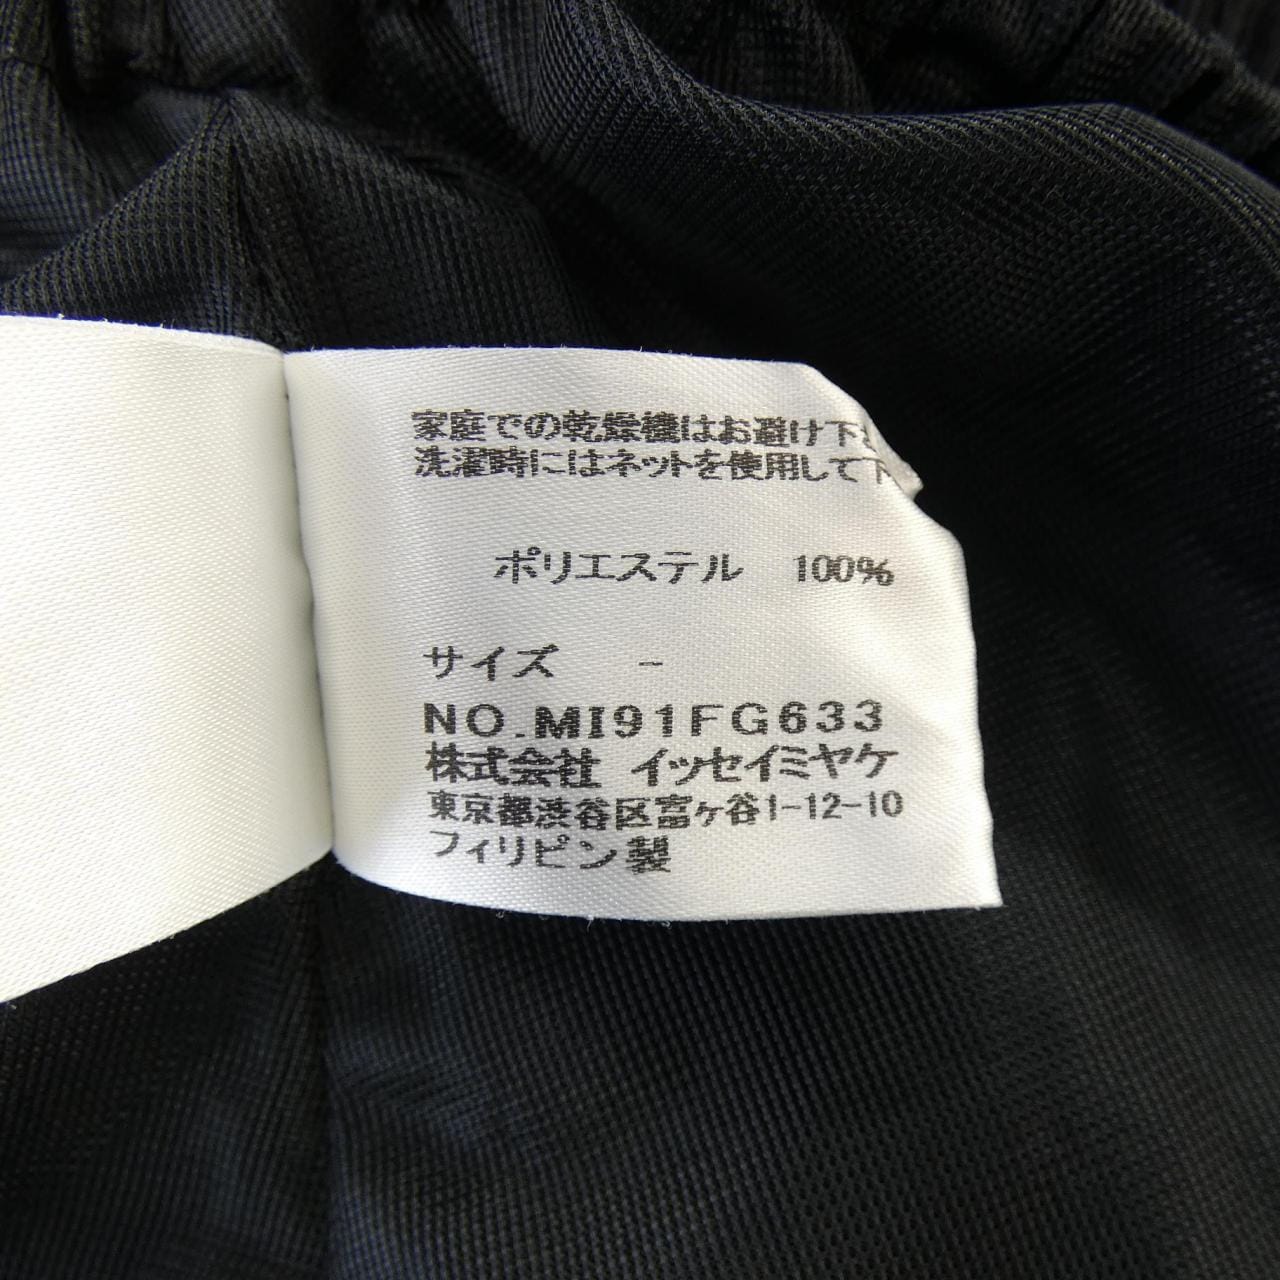 家庭での乾燥機はお避け下さ
洗濯時にはネットを使用して下
ポリエステル 100%
サイズ -
NO.MI91FG633
株式会社 イッセイミヤケ
東京都渋谷区富ヶ谷1-12-10
フィリピン製